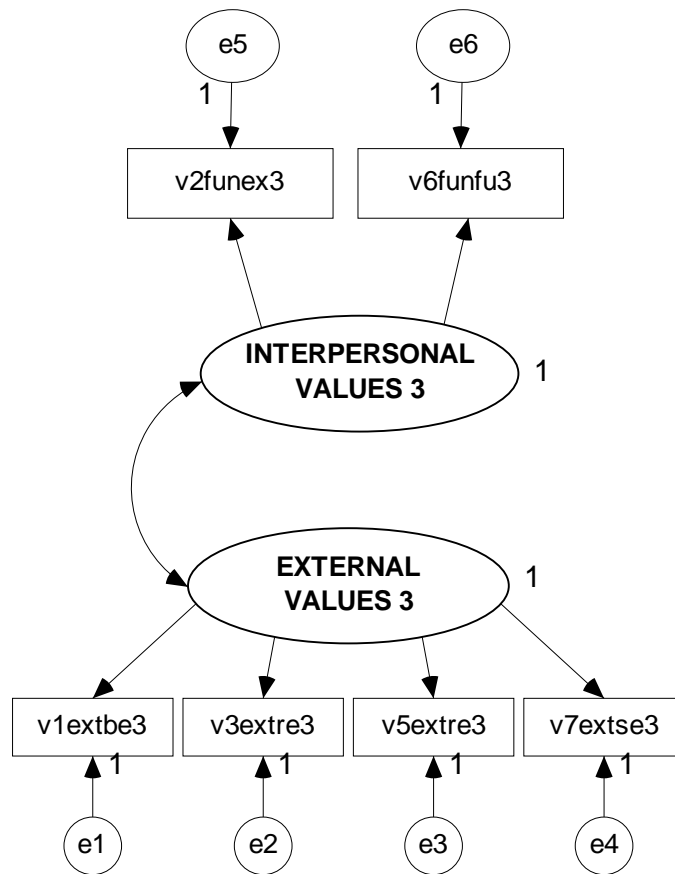 e5 e6
1 1
v2funex3 v6funfu3
INTERPERSONAL
VALUES 3
1
EXTERNAL
VALUES 3
1
v1extbe3 v3extre3 v5extre3 v7extse3
1 1 1 1
e1 e2 e3 e4